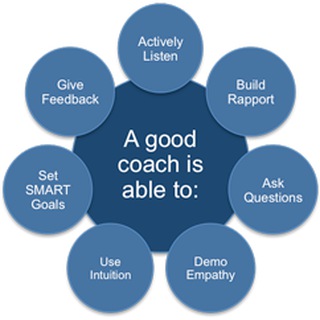 A good
coach is
able to:
Actively
Listen
Build
Rapport
Ask
Questions
Demo
Empathy
Use
Intuition
Set
SMART
Goals
Give
Feedback